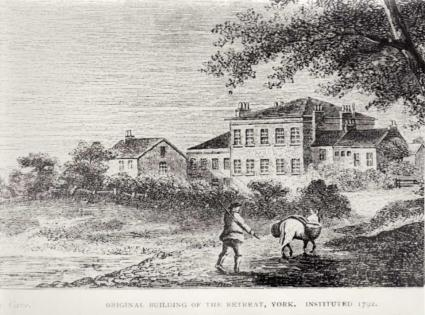 ORIGINAL BUILDING OF THE RETREAT, YORK. INSTITUTED 1792.